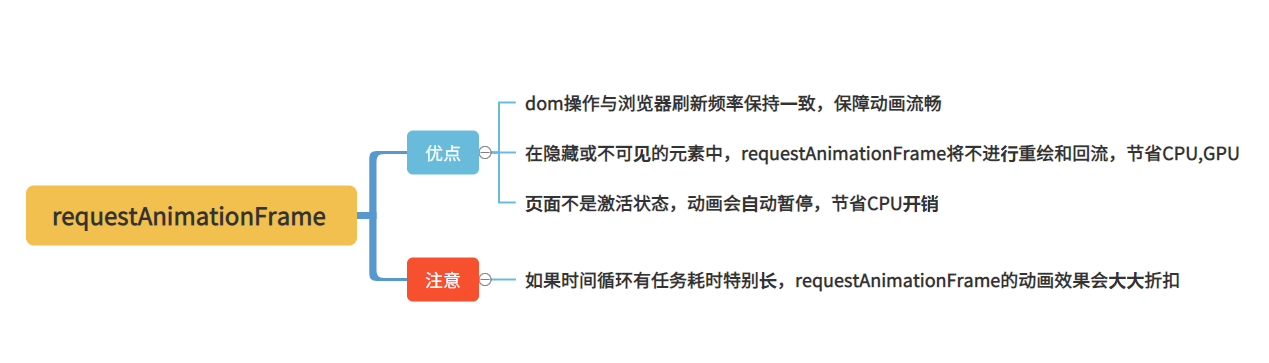 requestAnimationFrame
优点
dom操作与浏览器刷新频率保持一致，保障动画流畅
在隐藏或不可见的元素中，requestAnimationFrame将不进行重绘和回流，节省CPU,GPU
页面不是激活状态，动画会自动暂停，节省CPU开销
注意
如果时间循环有任务耗时特别长，requestAnimationFrame的动画效果会大大折扣